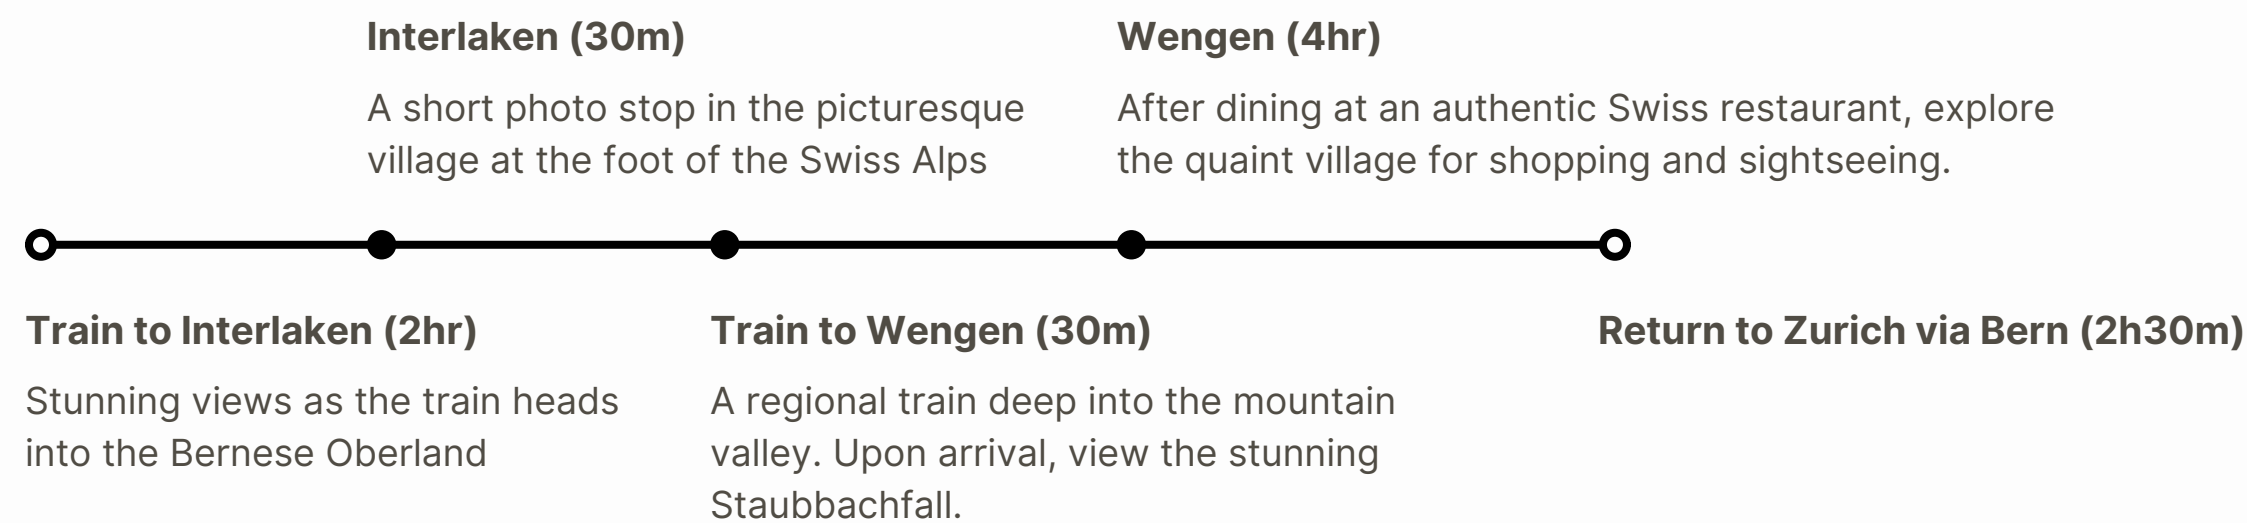 Interlaken (30m)
A short photo stop in the picturesque
village at the foot of the Swiss Alps
Wengen (4hr)
After dining at an authentic Swiss restaurant, explore
the quaint village for shopping and sightseeing.
Train to Interlaken (2hr)
Stunning views as the train heads
into the Bernese Oberland
Train to Wengen (30m)
A regional train deep into the mountain
valley. Upon arrival, view the stunning
Staubbachfall.
Return to Zurich via Bern (2h30m)